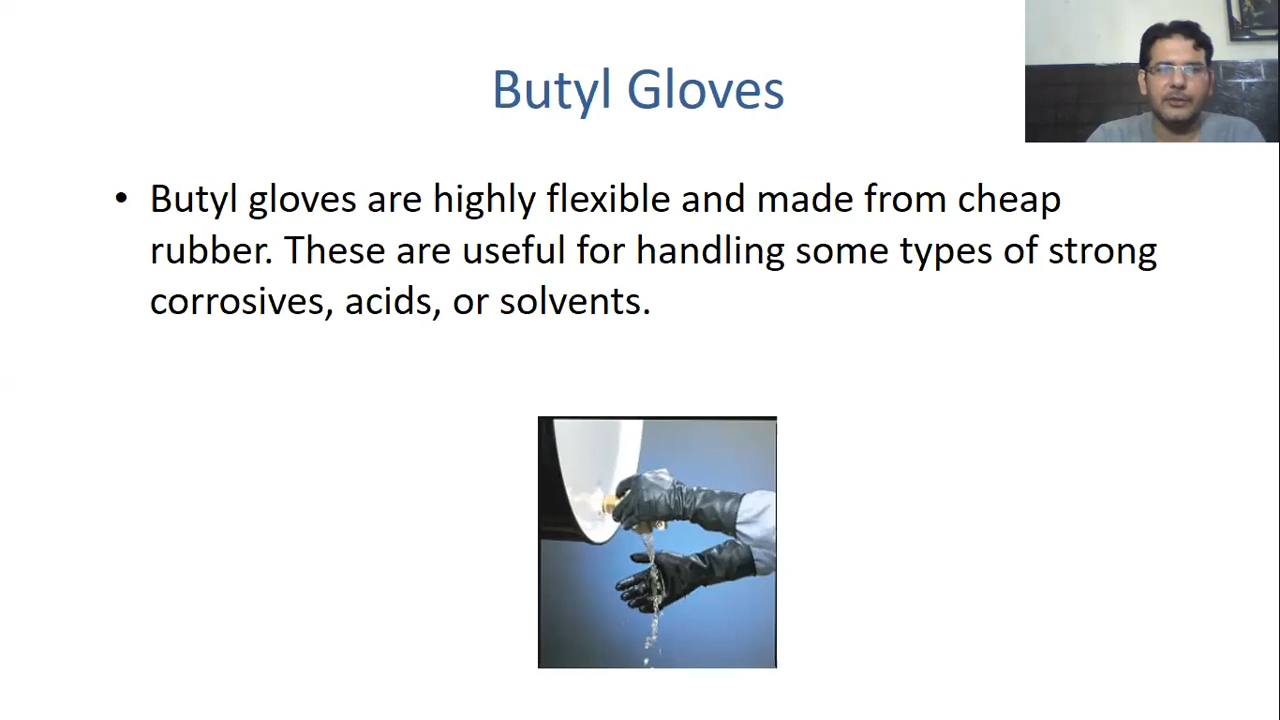 Butyl Gloves
• Butyl gloves are highly flexible and made from cheap
rubber. These are useful for handling some types of strong
corrosives, acids, or solvents.